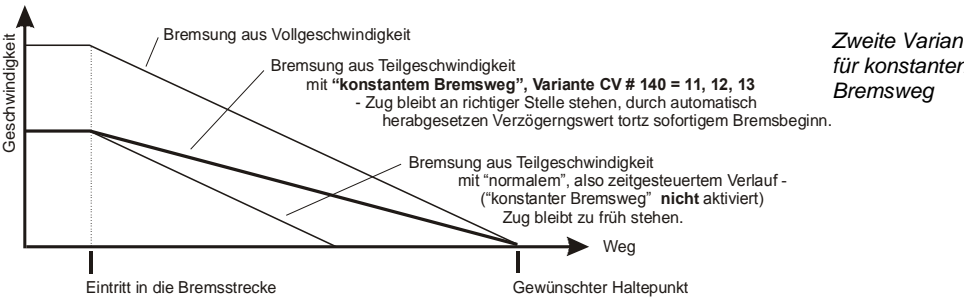 Geschwindigkeit
Bremsung aus Vollgeschwindigkeit
Bremsung aus Teilgeschwindigkeit
mit "konstantem Bremsweg", Variante CV # 140 = 11, 12, 13
- Zug bleibt an richtiger Stelle stehen, durch automatisch
herabgesetzen Verzögerngswert tortz sofortigem Bremsbeginn.
Bremsung aus Teilgeschwindigkeit
mit "normalem", also zeitgesteuertem Verlauf -
("konstanter Bremsweg" nicht aktiviert)
Zug bleibt zu früh stehen.
Weg
Eintritt in die Bremsstrecke
Gewünschter Haltepunkt
Zweite Varian
für konstanten
Bremsweg